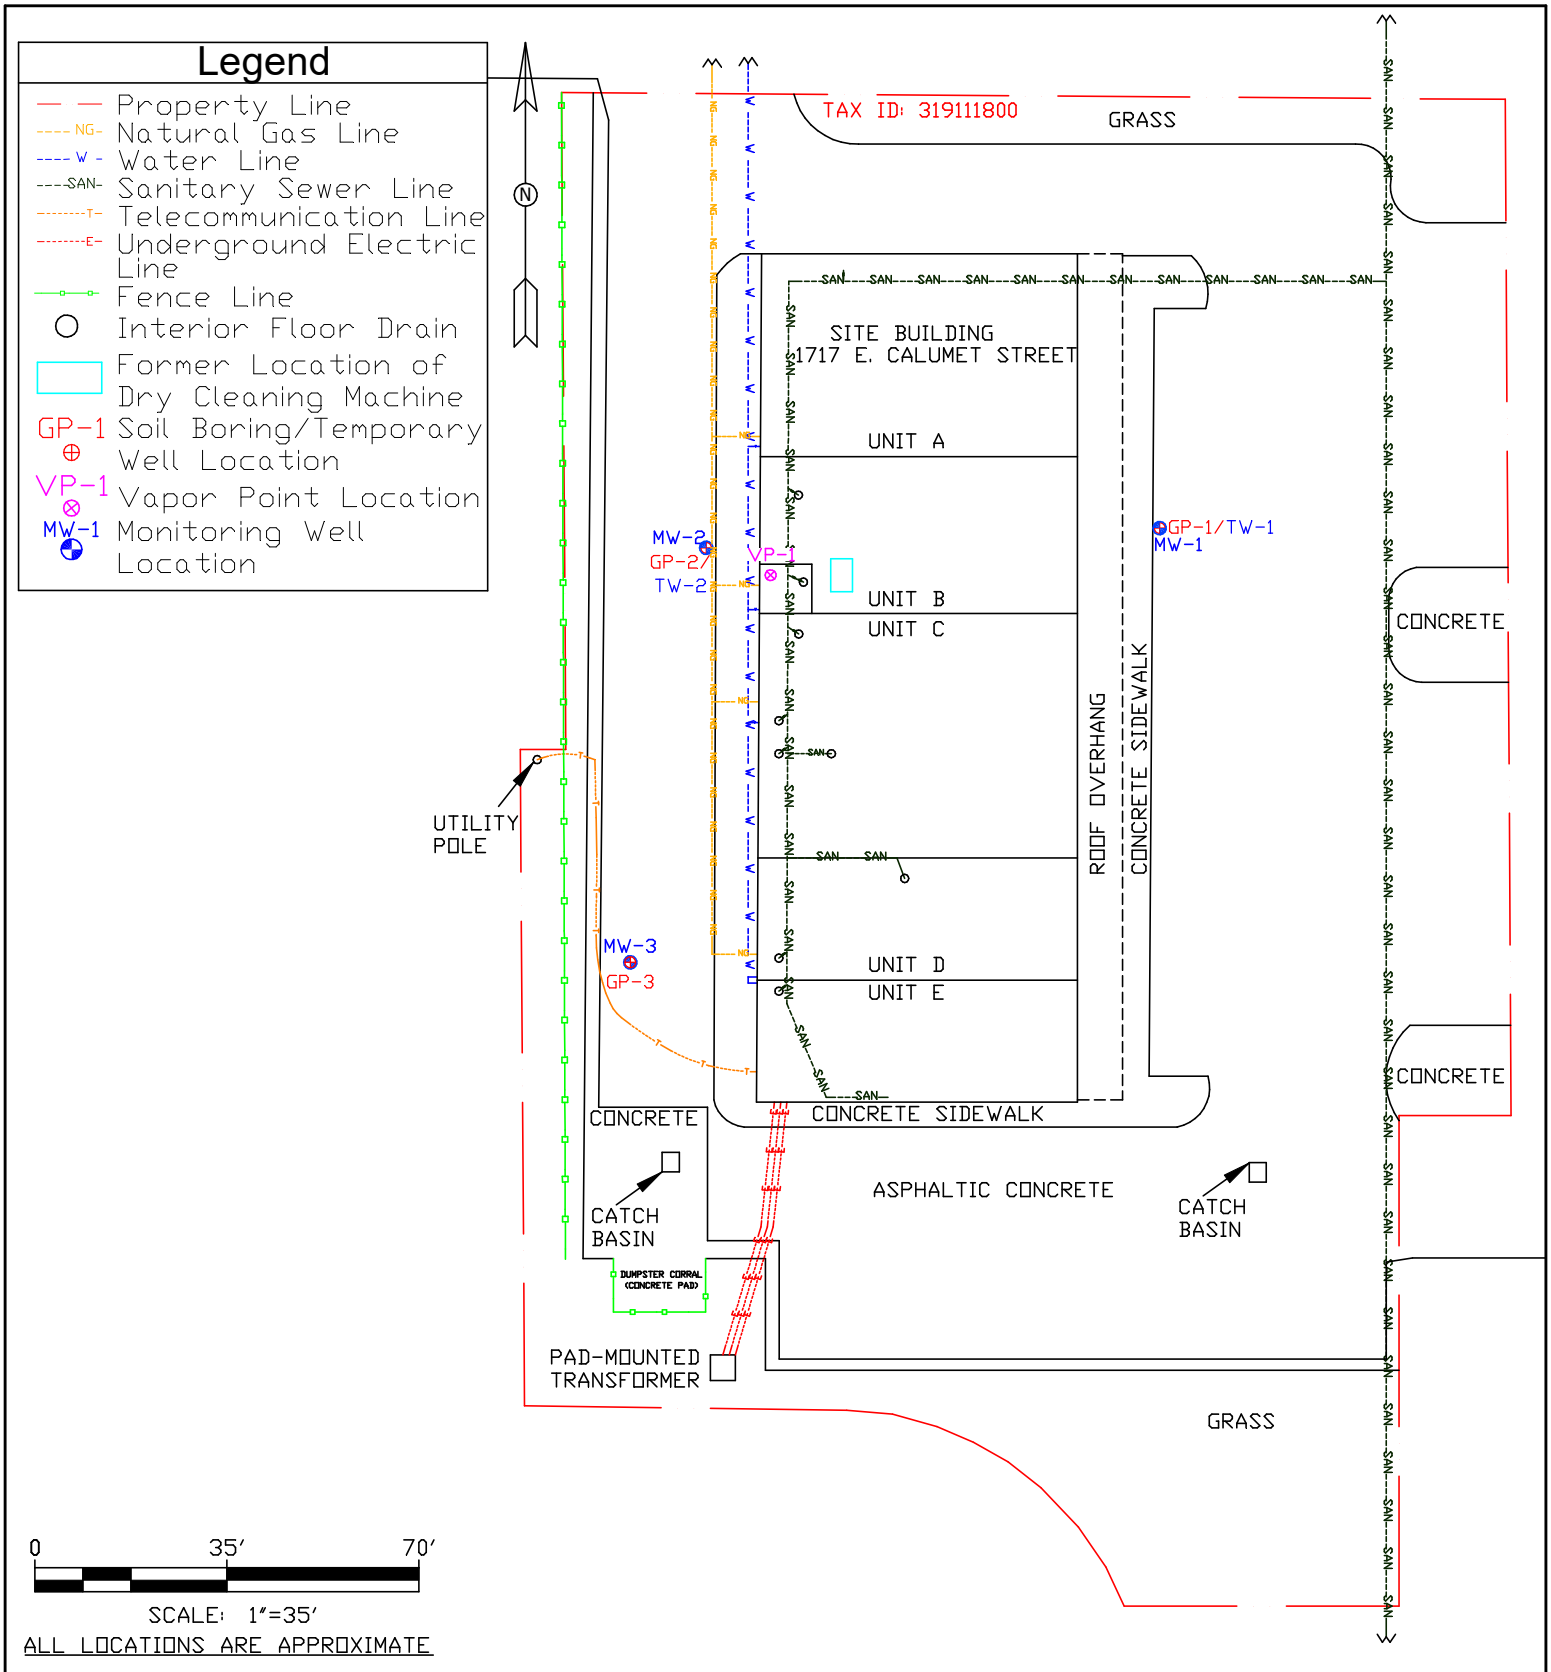 Legend
Property Line
NG
Natural Gas Line
W
Water Line
SAN
Sanitary Sewer Line
T
Telecommunication Line
E
Underground Electric
Line
Fence Line
Interior Floor Drain
Former Location of
Dry Cleaning Machine
GP-1 Soil Boring/Temporary
Well Location
VP-1
Vapor Point Location
MW-1 Monitoring Well
Location
N
TAX ID: 319111800
GRASS
SITE BUILDING
1717 E. CALUMET STREET
UNIT A
MW-2
GP-2/
TW-2
VP-1
UNIT B
UNIT C
GP-1/TW-1
MW-1
CONCRETE
ROOF OVERHANG
CONCRETE SIDEWALK
UTILITY
POLE
MW-3
GP-3
UNIT D
UNIT E
CONCRETE
CONCRETE
CONCRETE SIDEWALK
ASPHALTIC CONCRETE
CATCH
BASIN
CATCH
BASIN
DUMPSTER CORRAL
(CONCRETE PAD)
PAD-MOUNTED
TRANSFORMER
GRASS
0 35' 70'
SCALE: 1"=35'
ALL LOCATIONS ARE APPROXIMATE